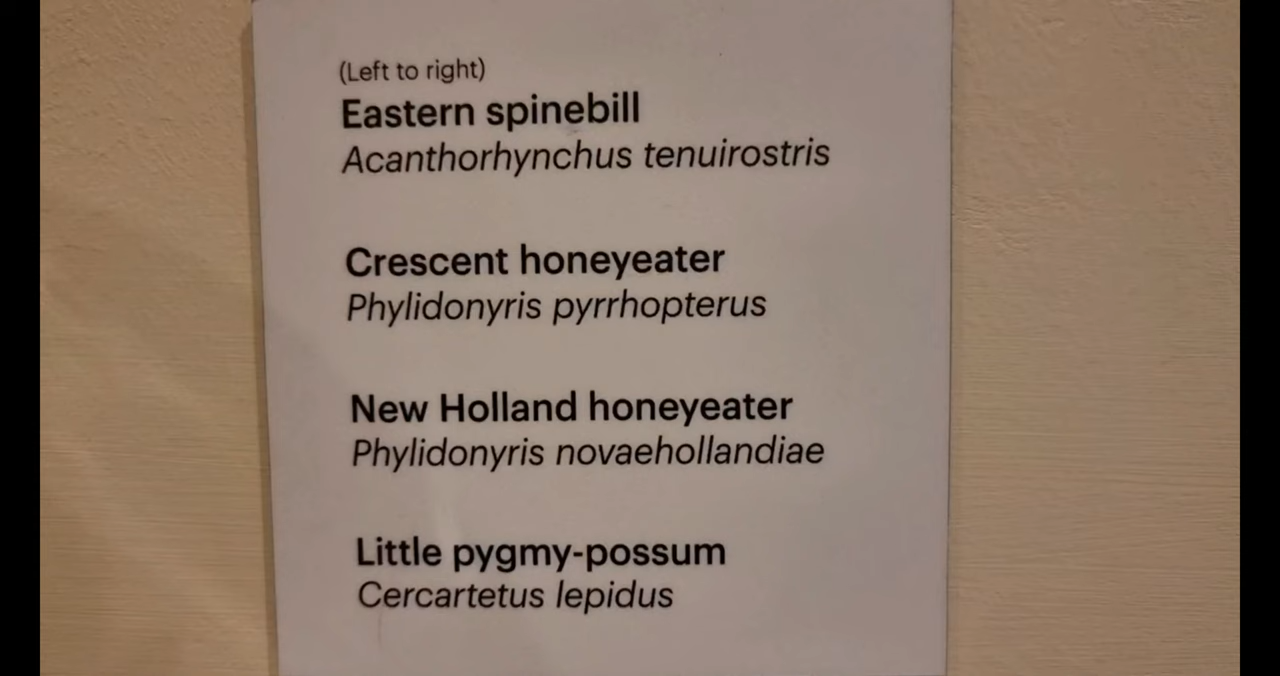 (Left to right)
Eastern spinebill
Acanthorhynchus tenuirostris
Crescent honeyeater
Phylidonyris pyrrhopterus
New Holland honeyeater
Phylidonyris novaehollandiae
Little pygmy-possum
Cercartetus lepidus